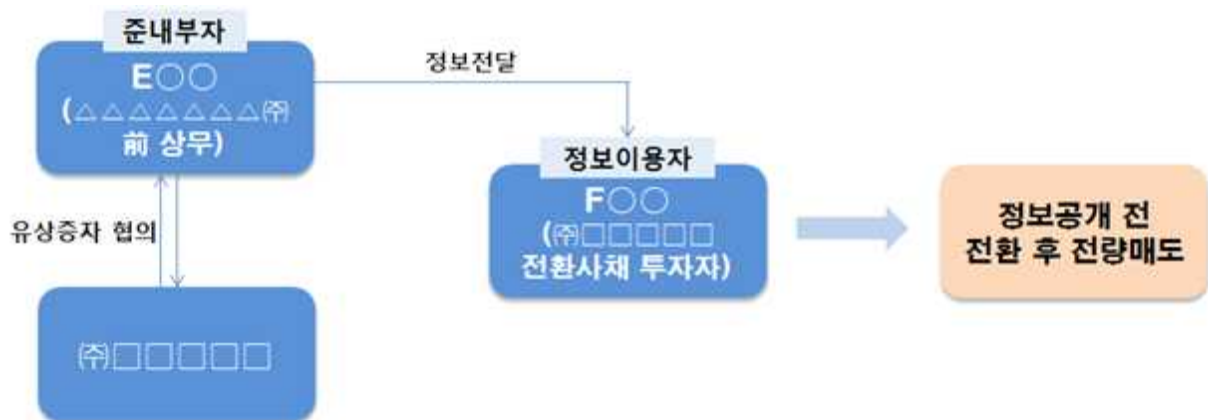 준내부자
E○○
(△△△△△△△㈜
前 상무)
정보전달
정보이용자
F○○
(㈜□□□□□
전환사채 투자자)
정보공개 전
전환 후 전량매도
유상증자 협의
㈜□□□□□